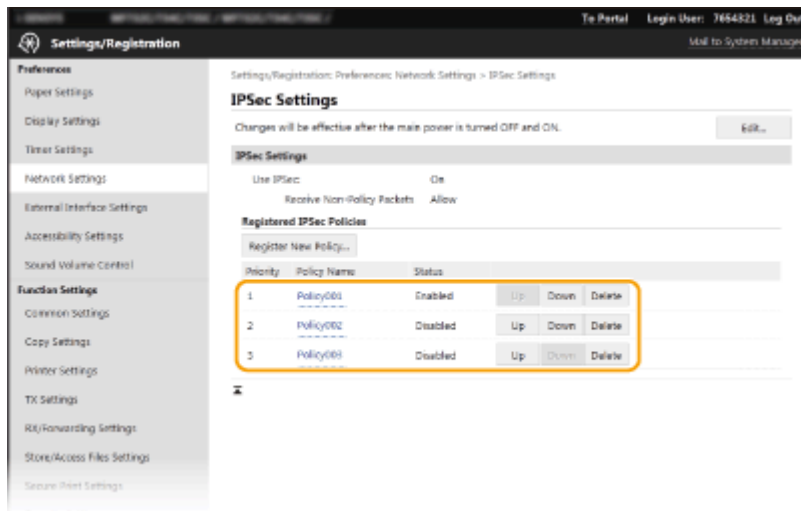 To Portal Login User: 7654321 Log Ou
Settings/Registration
Mail to System Manage
Preferences
Paper Settings
Display Settings
Timer Settings
Network Settings
External Interface Settings
Accessibility Settings
Sound Volume Control
Function Settings
Common Settings
Copy Settings
Printer Settings
TX Settings
RX/Forwarding Settings
Store/Access Files Settings
Secure Print Settings
Settings/Registration: Preferences: Network Settings > IPSec Settings
IPSec Settings
Changes will be effective after the main power is turned OFF and ON.
Edit...
IPSec Settings
Use IPSec: On
Receive Non-Policy Packets Allow
Registered IPSec Policies
Register New Policy...
Priority Policy Name Status
1 Policy001 Enabled Up Down Delete
2 Policy002 Disabled Up Down Delete
3 Policy003 Disabled Up Down Delete